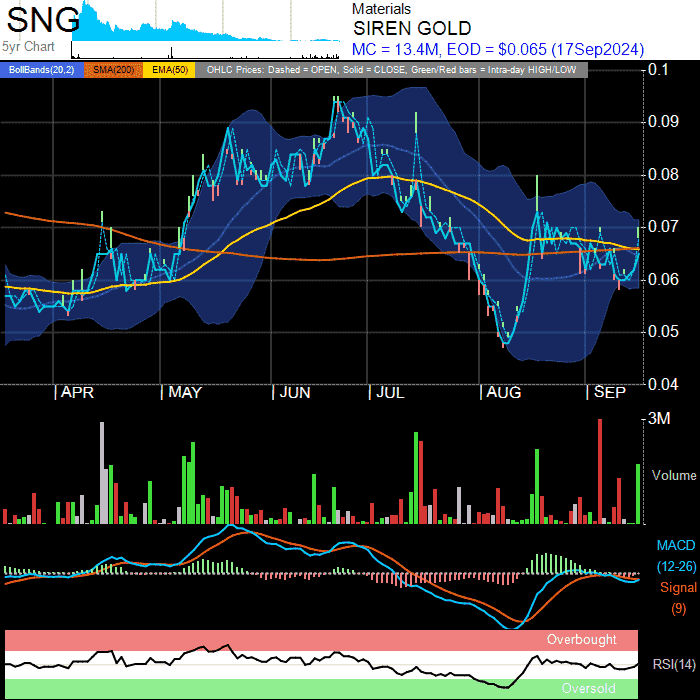 SNG
5yr Chart
Materials
SIREN GOLD
MC = 13.4M, EOD = $0.065 (17Sep2024)
BollBands(20,2) SMA(200) EMA(50) OHLC Prices: Dashed = OPEN, Solid = CLOSE, Green/Red bars = Intra-day HIGH/LOW
0.1
0.09
0.08
0.07
0.06
0.05
0.04
APR MAY JUN JUL AUG SEP
3M
Volume
MACD
(12-26)
Signal
(9)
Overbought
RSI(14)
Oversold